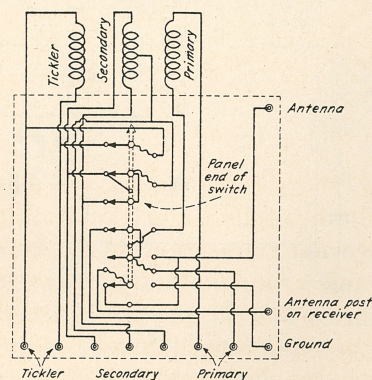 Tickler
Secondary
Primary
Antenna
Panel
end of
switch
Antenna post
on receiver
Ground
Tickler
Secondary
Primary